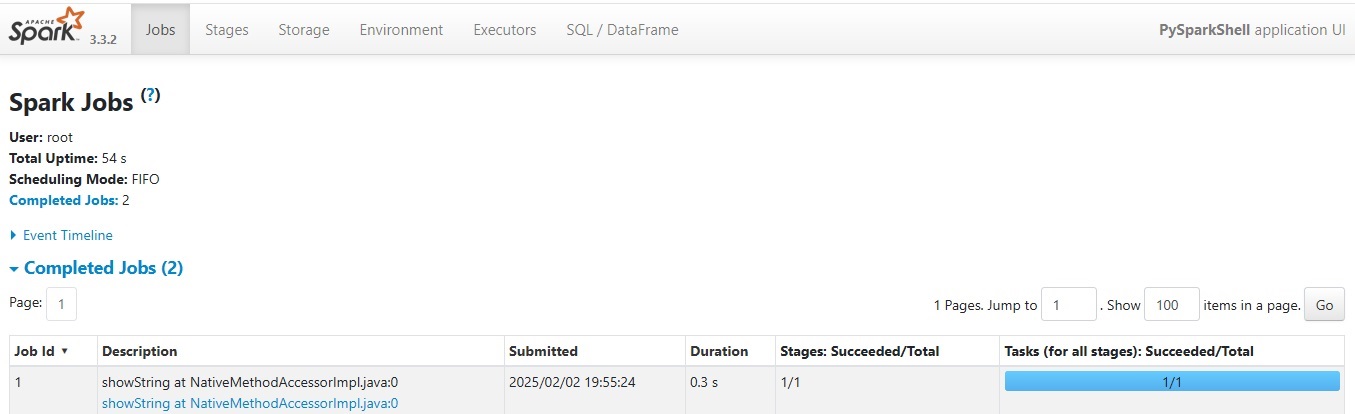 APACHE
Spark 3.3.2 Jobs Stages Storage Environment Executors SQL / DataFrame PySparkShell application UI
Spark Jobs (?)
User: root
Total Uptime: 54 s
Scheduling Mode: FIFO
Completed Jobs: 2
Event Timeline
Completed Jobs (2)
Page: 1 1 Pages. Jump to 1 . Show 100 items in a page. Go
Job Id ▾ Description Submitted Duration Stages: Succeeded/Total Tasks (for all stages): Succeeded/Total
1 showString at NativeMethodAccessorImpl.java:0 2025/02/02 19:55:24 0.3 s 1/1 1/1
showString at NativeMethodAccessorImpl.java:0